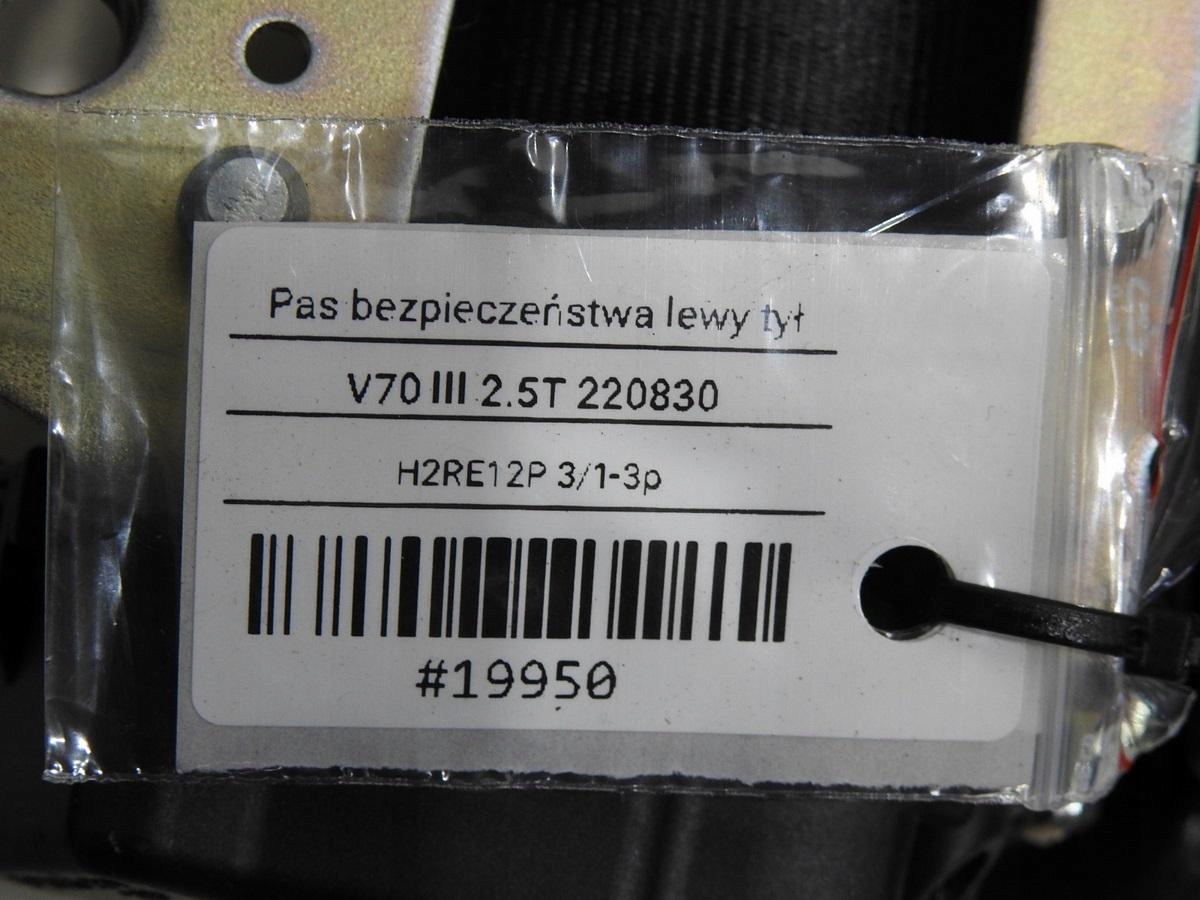 Pas bezpieczeństwa lewy tył
V70 III 2.5T 220830
H2RE12P 3/1-3p
#19950